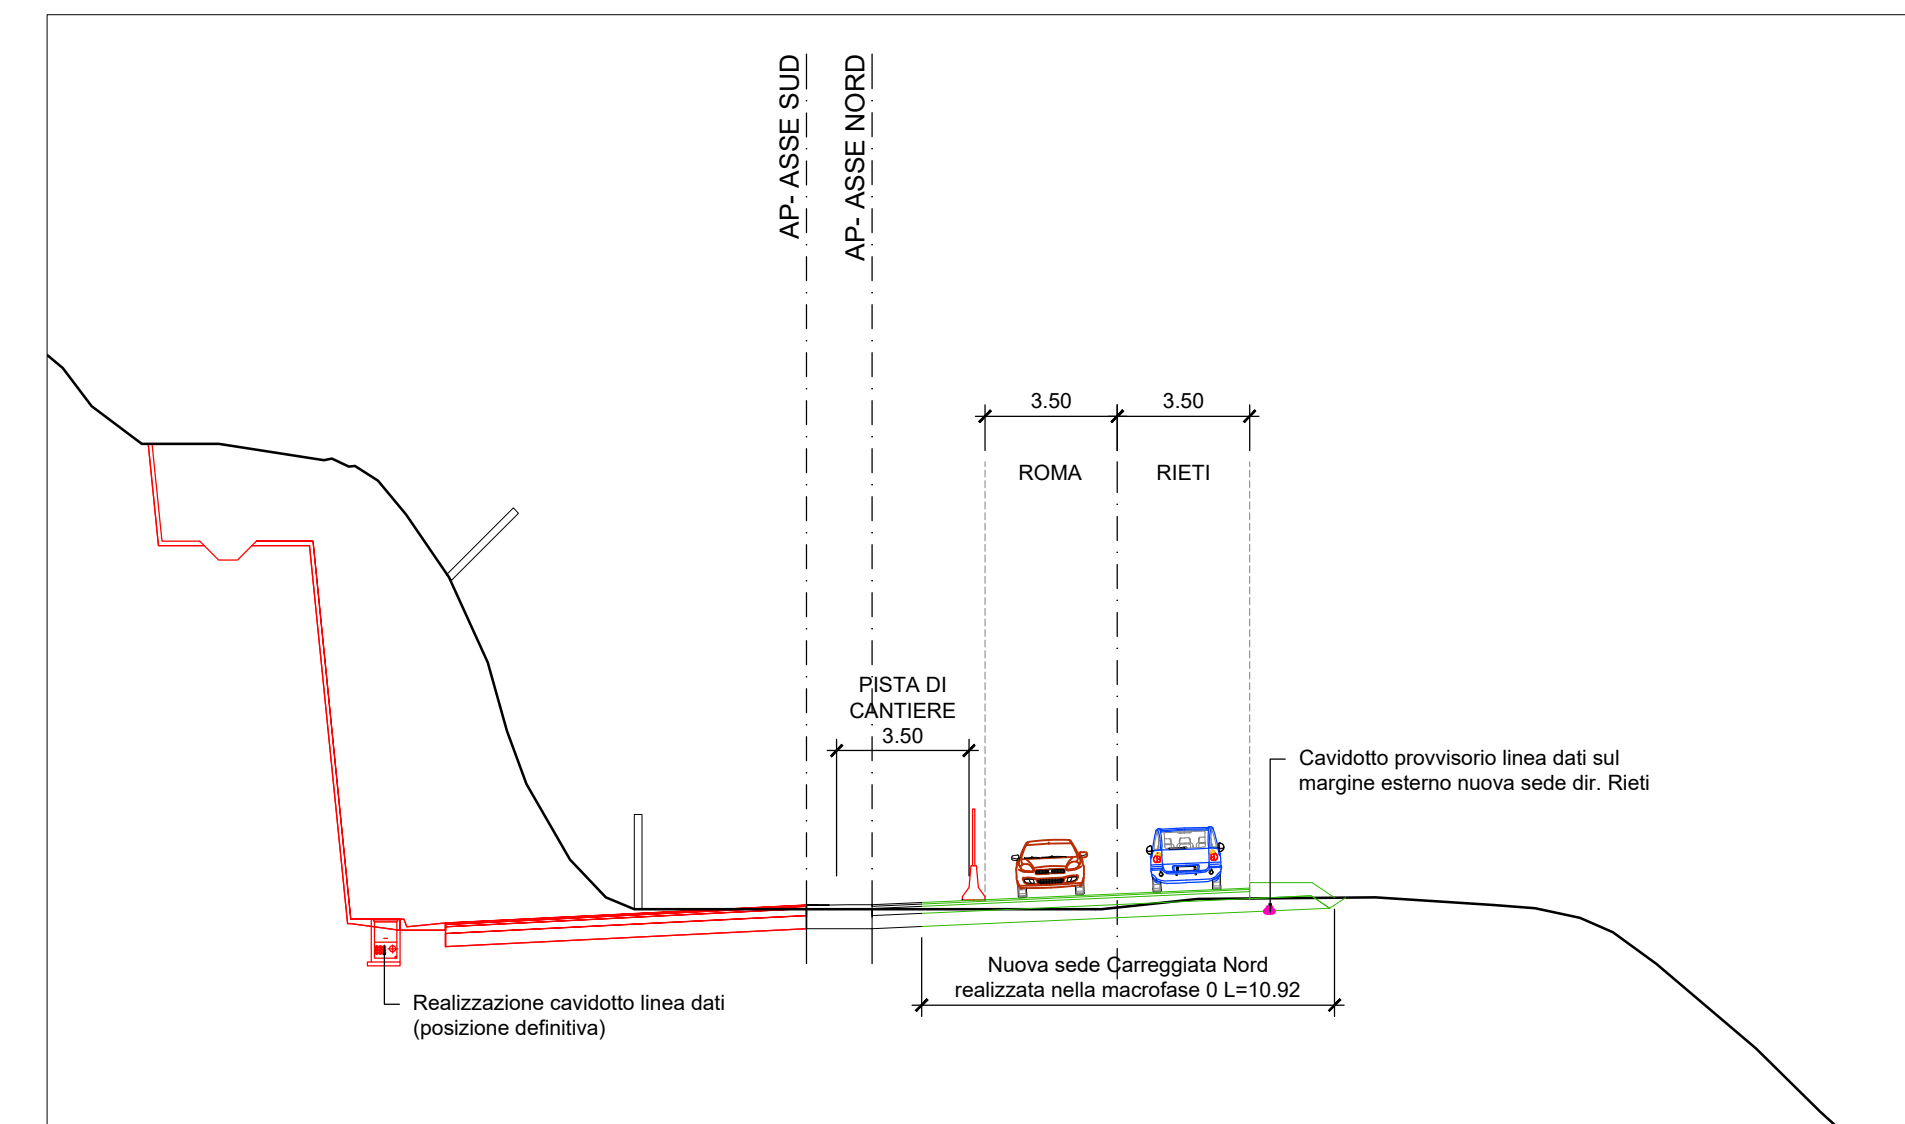 AP- ASSE SUD
AP- ASSE NORD
3.50
3.50
ROMA
RIETI
PISTA DI
CANTIERE
3.50
Cavidotto provvisorio linea dati sul
margine esterno nuova sede dir. Rieti
Nuova sede Carreggiata Nord
realizzata nella macrofase 0 L=10.92
Realizzazione cavidotto linea dati
(posizione definitiva)